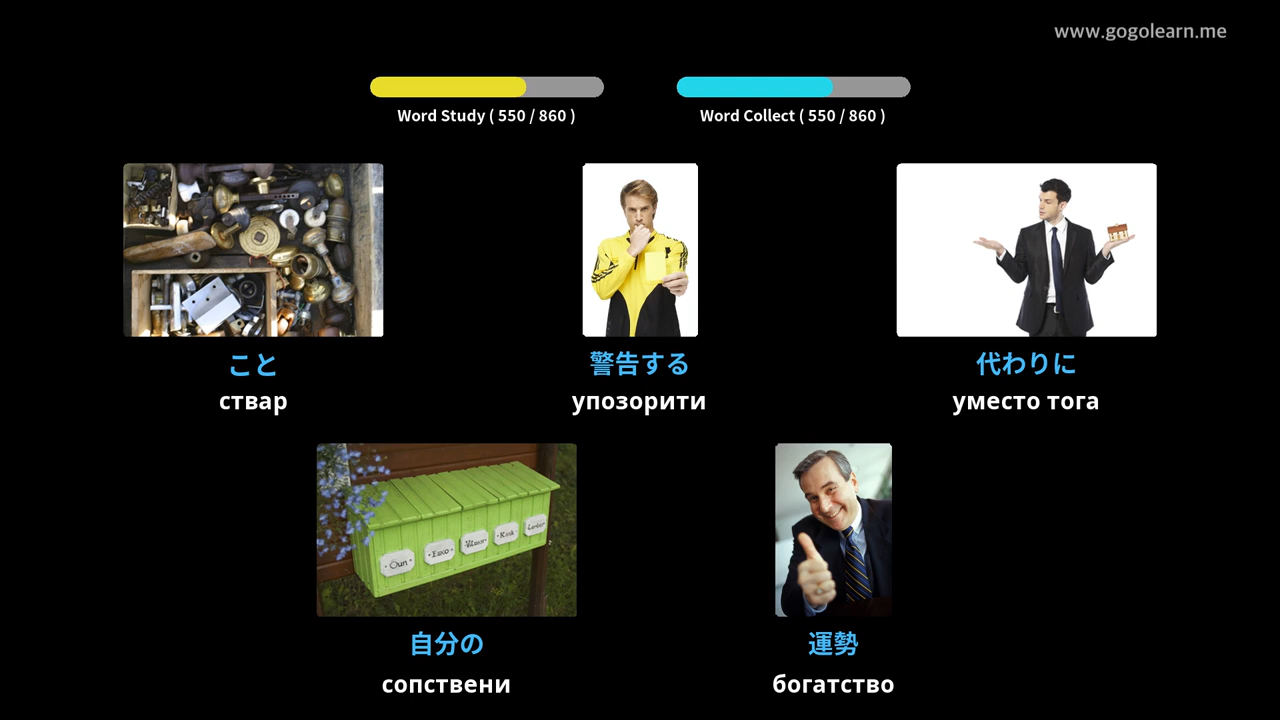 www.gogolearn.me
Word Study ( 550 / 860 )
Word Collect ( 550 / 860 )
こと
ствар
警告する
упозорити
代わりに
уместо тога
自分の
сопствени
運勢
богатство